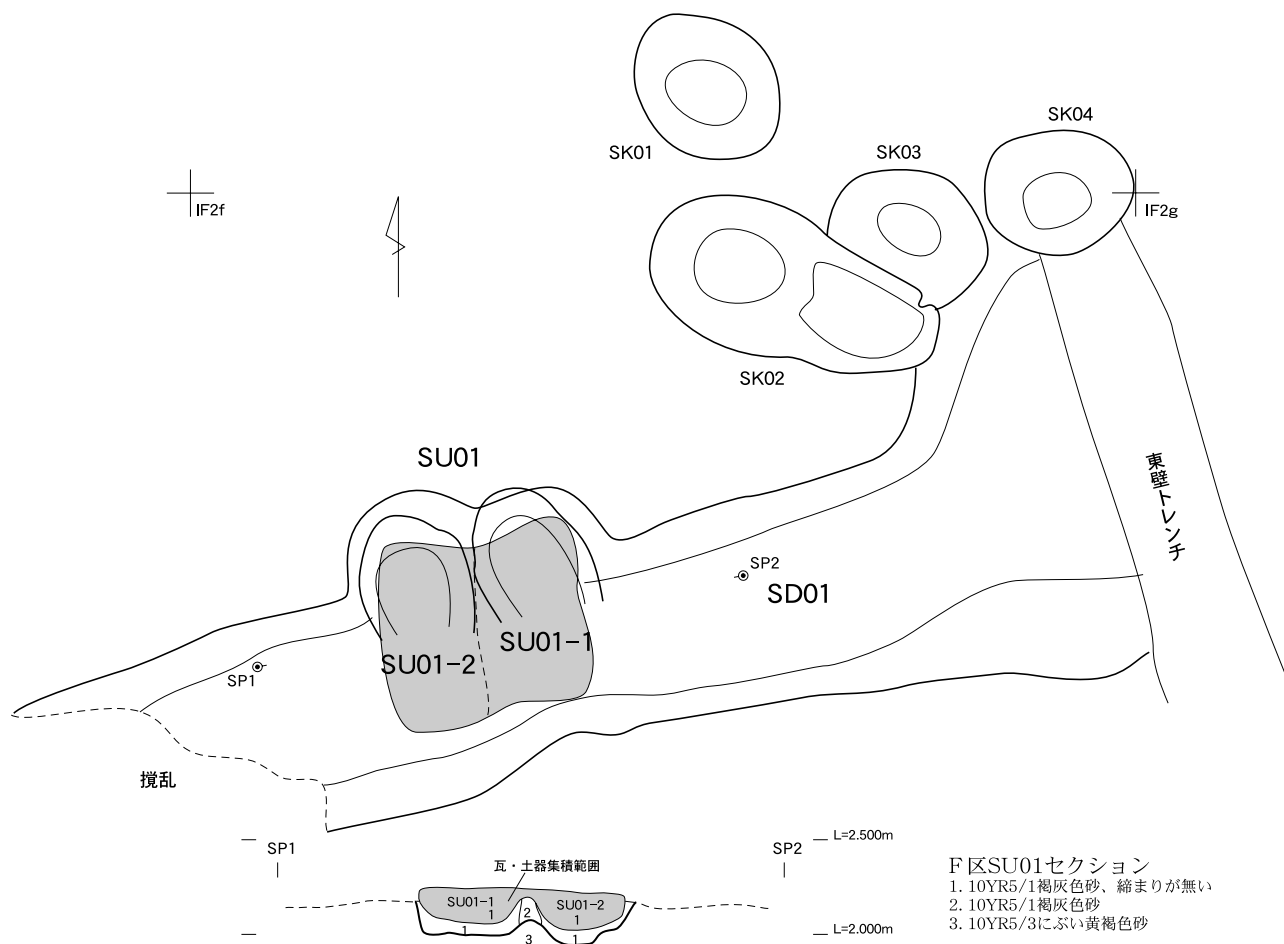 SK01
SK04
SK03
IF2f
IF2g
SK02
SU01
東壁トレンチ
SP2
SD01
SU01-1
SU01-2
SP1
撹乱
SP1
SP2
L=2.500m
瓦・土器集積範囲
SU01-1
1
2
SU01-2
1
1
3
1
L=2.000m
F区SU01セクション
1. 10YR5/1褐灰色砂、締まりが無い
2. 10YR5/1褐灰色砂
3. 10YR5/3にぶい黄褐色砂